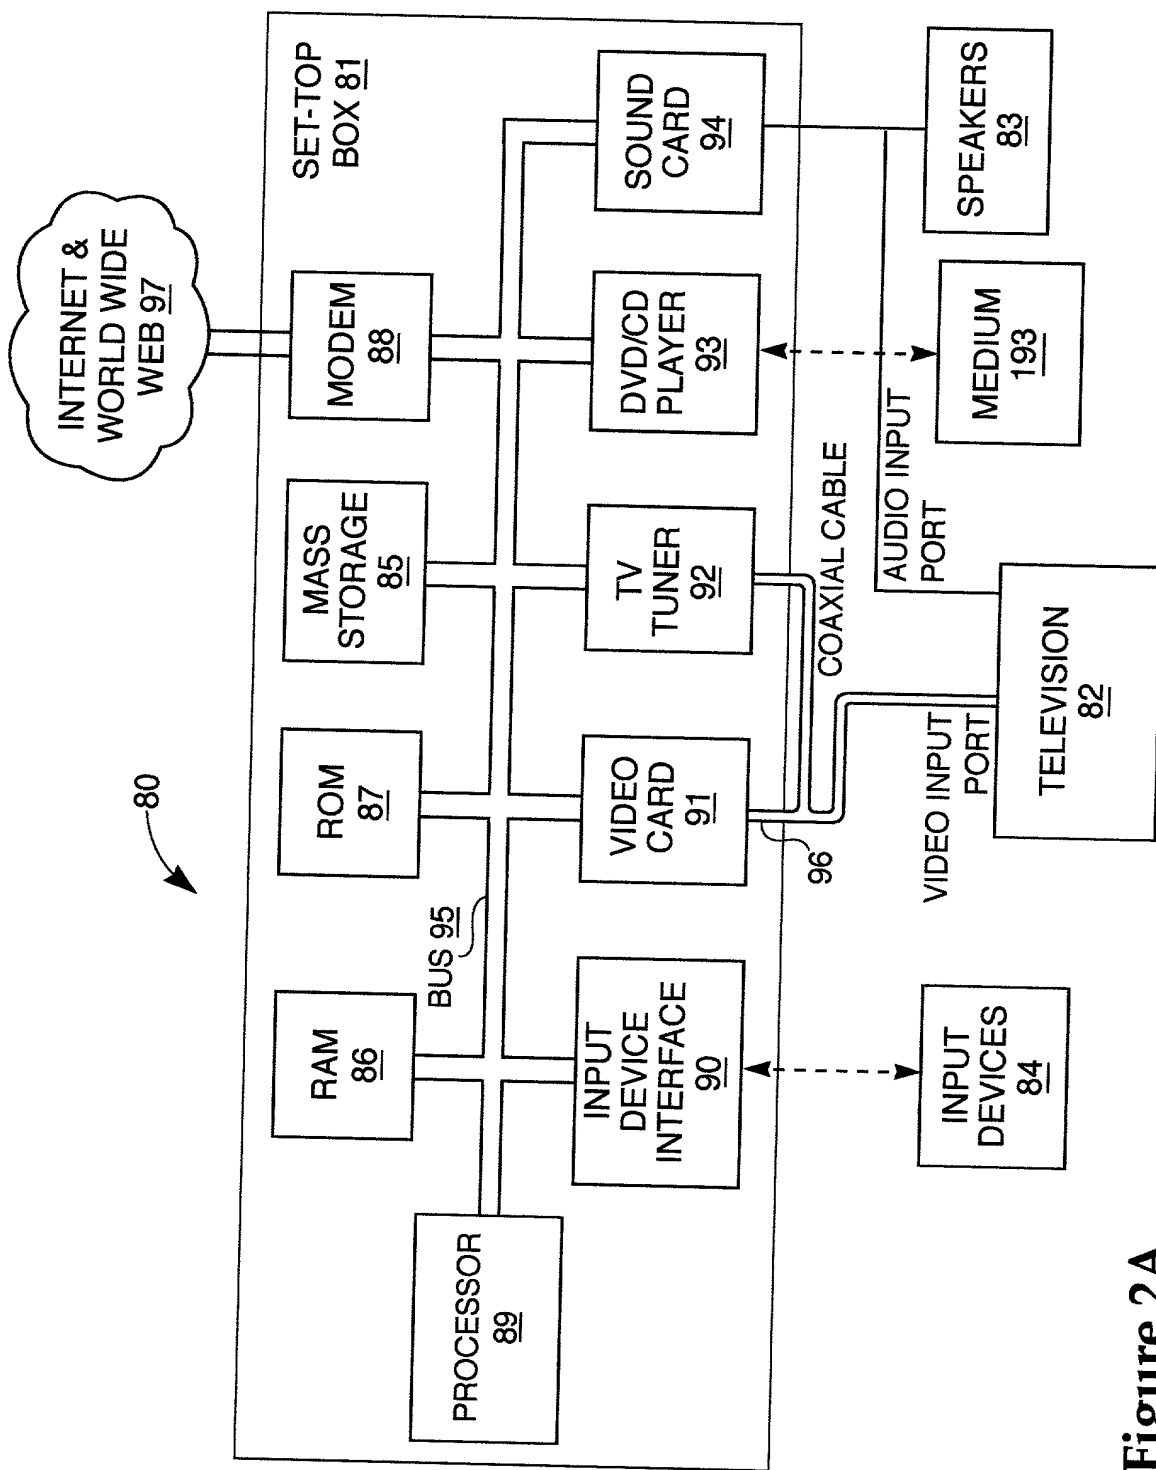 INTERNET &
WORLD WIDE
WEB 97
80
SET-TOP
BOX 81
RAM
86
ROM
87
MASS
STORAGE
85
MODEM
88
BUS 95
PROCESSOR
89
INPUT
DEVICE
INTERFACE
90
VIDEO
CARD
91
TV
TUNER
92
DVD/CD
PLAYER
93
SOUND
CARD
94
96
COAXIAL CABLE
VIDEO INPUT
PORT
AUDIO INPUT
PORT
INPUT
DEVICES
84
TELEVISION
82
MEDIUM
193
SPEAKERS
83
Figure 2A